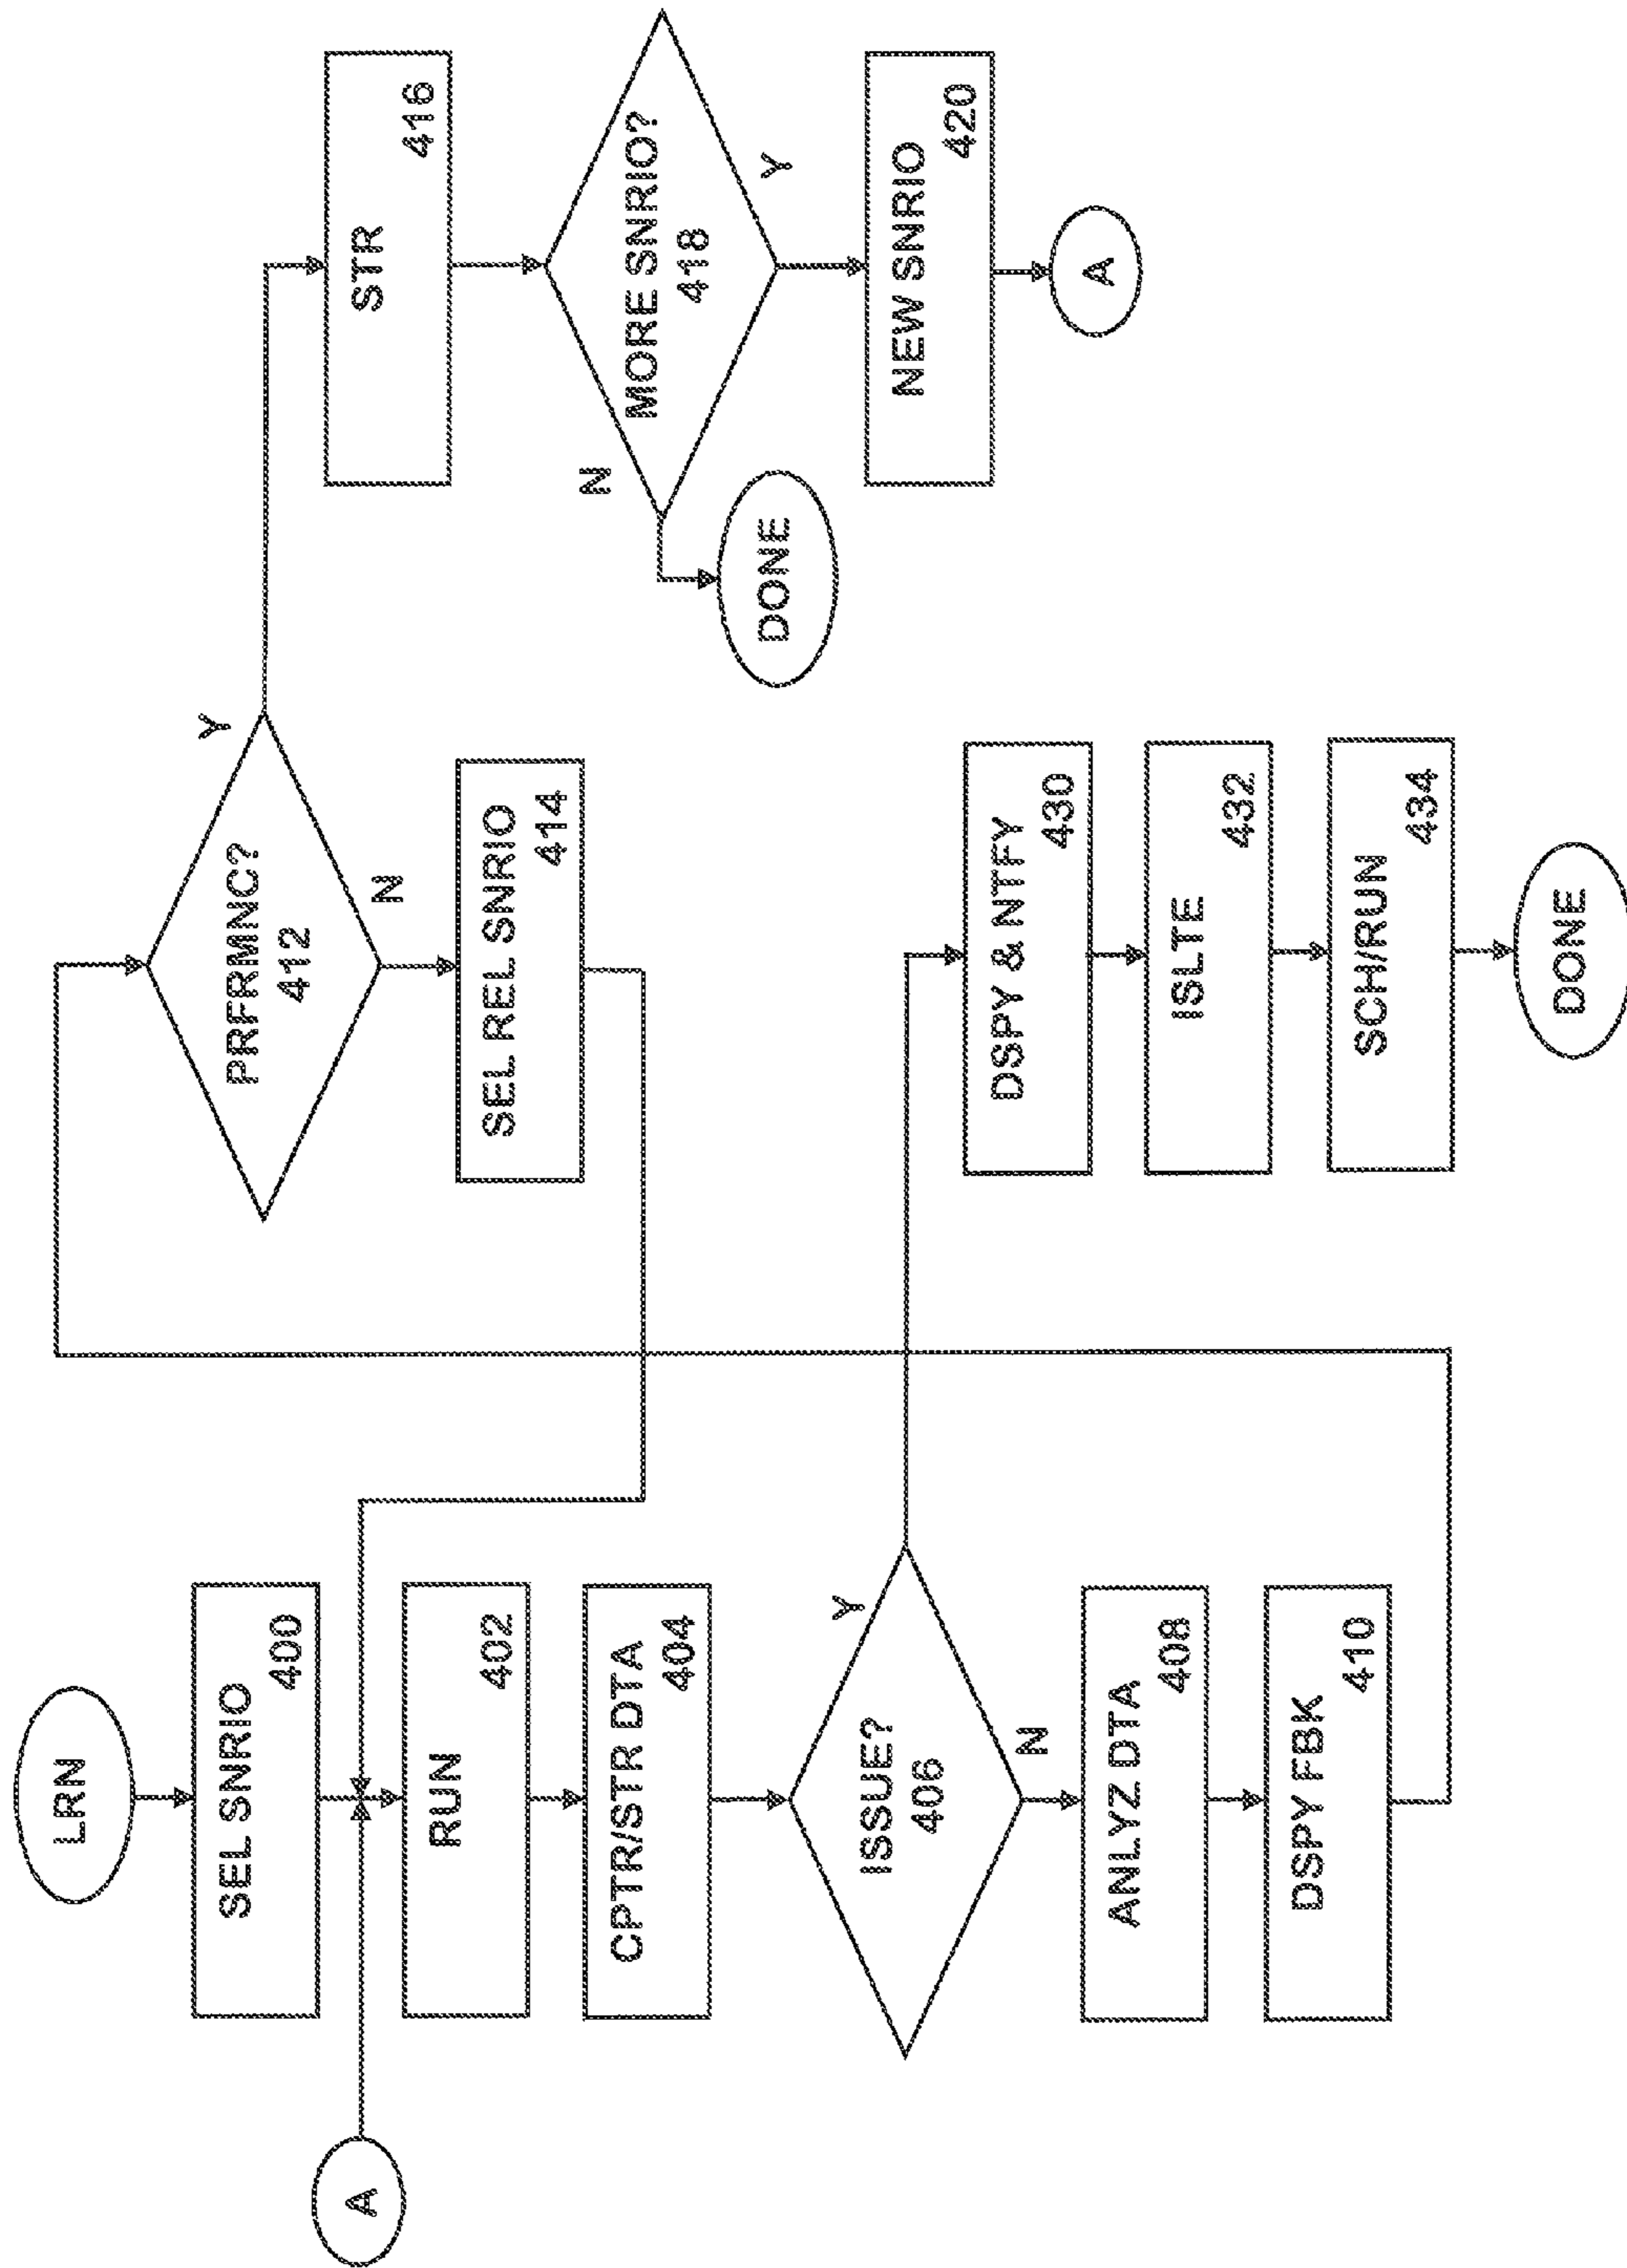 LRN
SEL SNRIO
400
A
RUN
402
CPTR/STR DTA
404
ISSUE?
406
Y
N
ANLYZ DTA
408
DSPY FBK
410
PRFRMNC?
412
Y
N
SEL REL SNRIO
414
DSPY & NTFY
430
ISLTE
432
SCH/RUN
434
DONE
STR
416
MORE SNRIO?
418
N
Y
DONE
NEW SNRIO
420
A